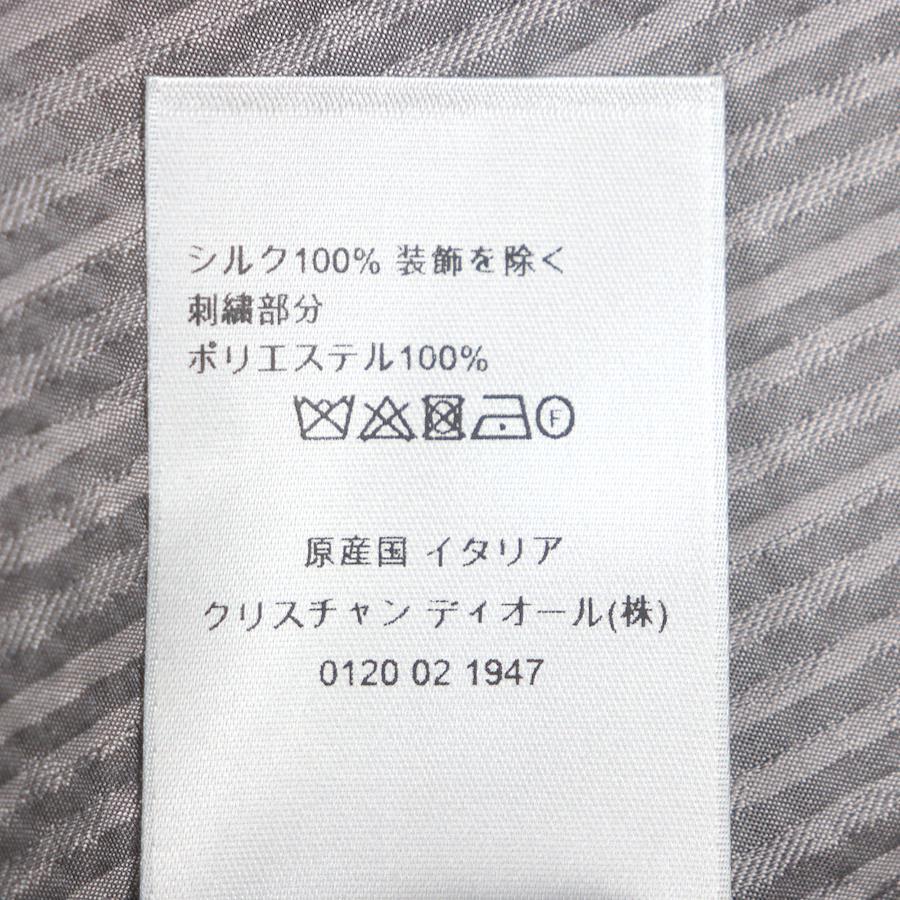 シルク100% 装飾を除く
刺繍部分
ポリエステル100%
F
原産国 イタリア
クリスチャン ディオール(株)
0120 02 1947